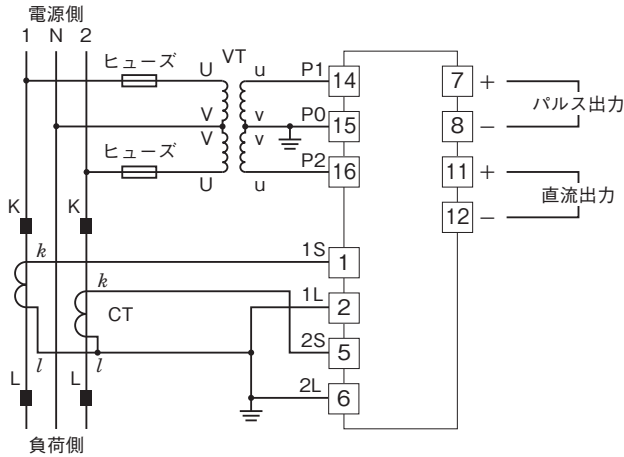 電源側
1 N 2
ヒューズ
U
VT
u
P1
14
7
+
パルス出力
V
v
P0
15
8
−
V
v
ヒューズ
U
u
P2
16
11
+
直流出力
12
−
K
K
k
1S
1
k
1L
2
CT
2S
5
l
l
L
L
2L
6
負荷側